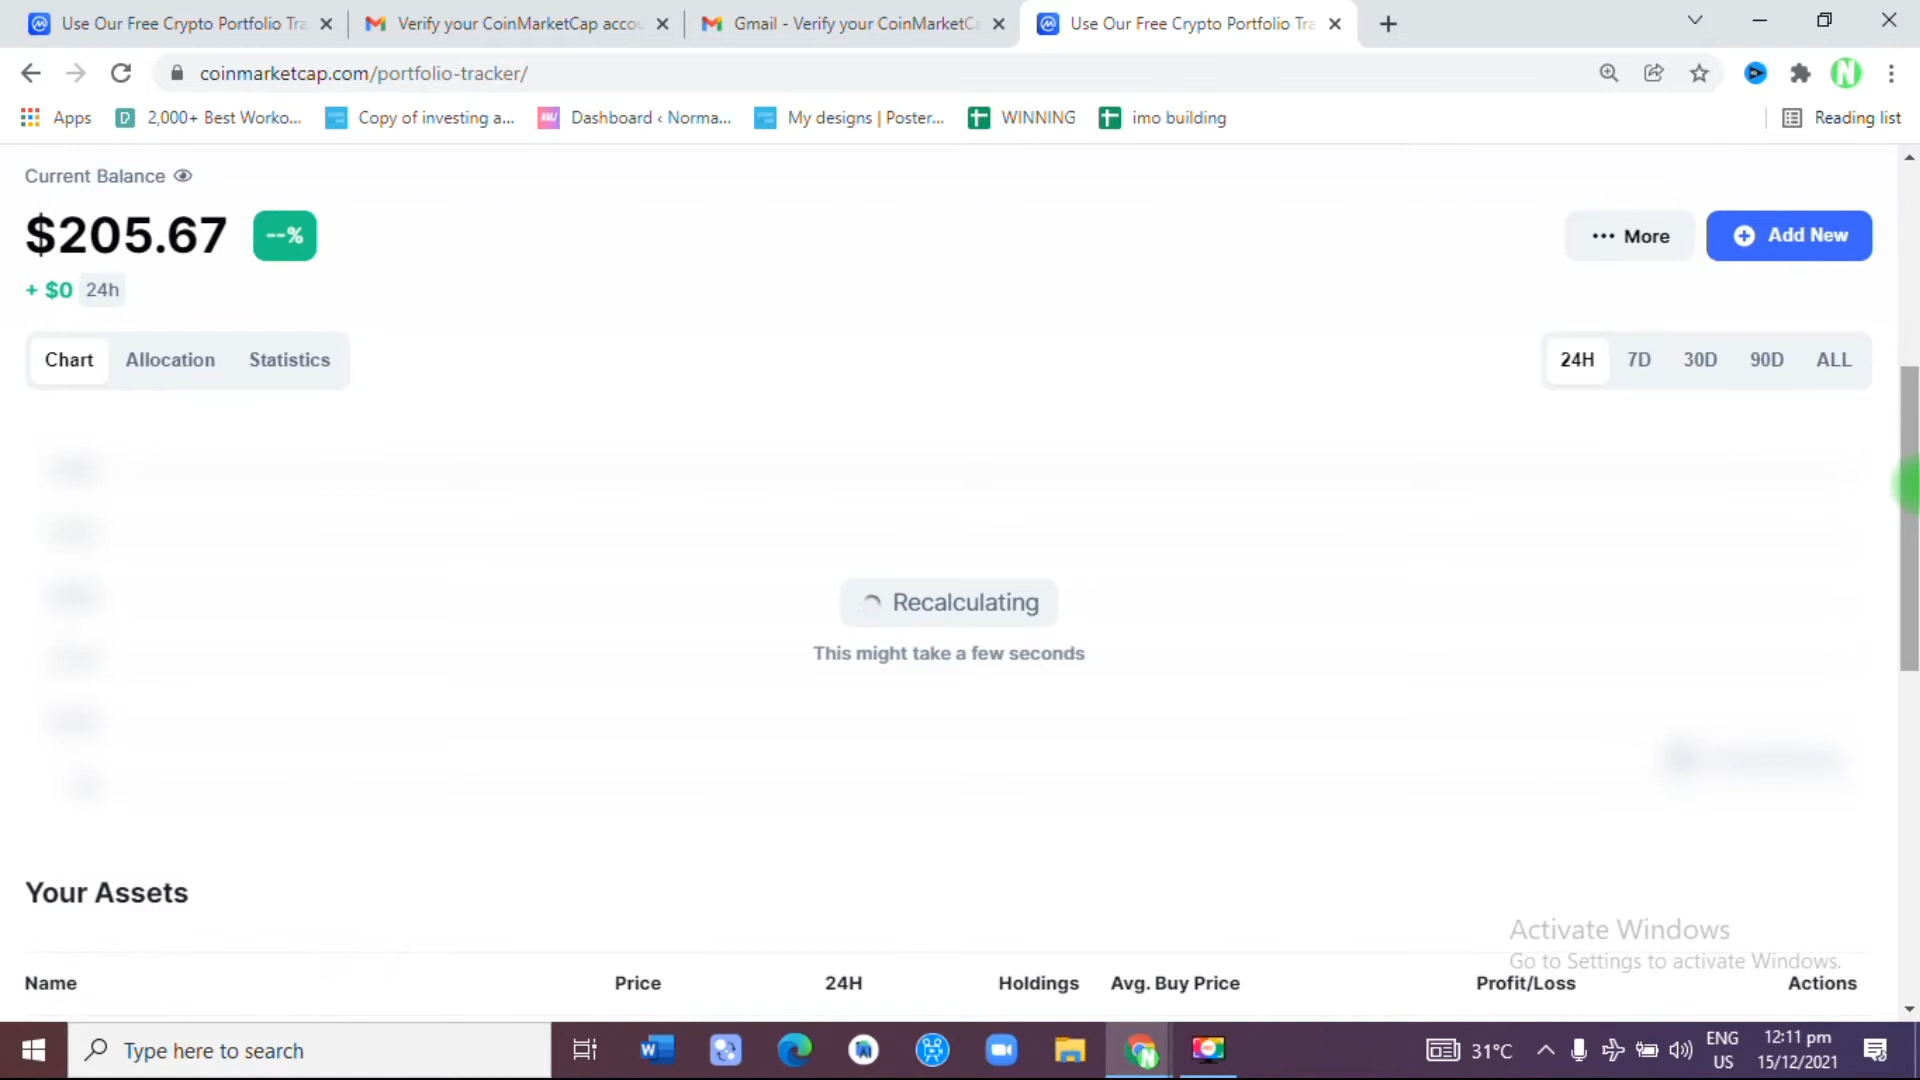 Use Our Free Crypto Portfolio Tra
Verify your CoinMarketCap accou
Gmail - Verify your CoinMarketCa
Use Our Free Crypto Portfolio Tra
coinmarketcap.com/portfolio-tracker/
N
Apps
2,000+ Best Worko...
Copy of investing a...
Dashboard ‹ Norma...
My designs | Poster...
WINNING
imo building
Reading list
Current Balance
$205.67
--%
More
Add New
+ $0 24h
Chart Allocation Statistics
24H 7D 30D 90D ALL
Recalculating
This might take a few seconds
Your Assets
Activate Windows
Go to Settings to activate Windows.
Name Price 24H Holdings Avg. Buy Price Profit/Loss Actions
Type here to search
31°C
ENG
US
12:11 pm
15/12/2021